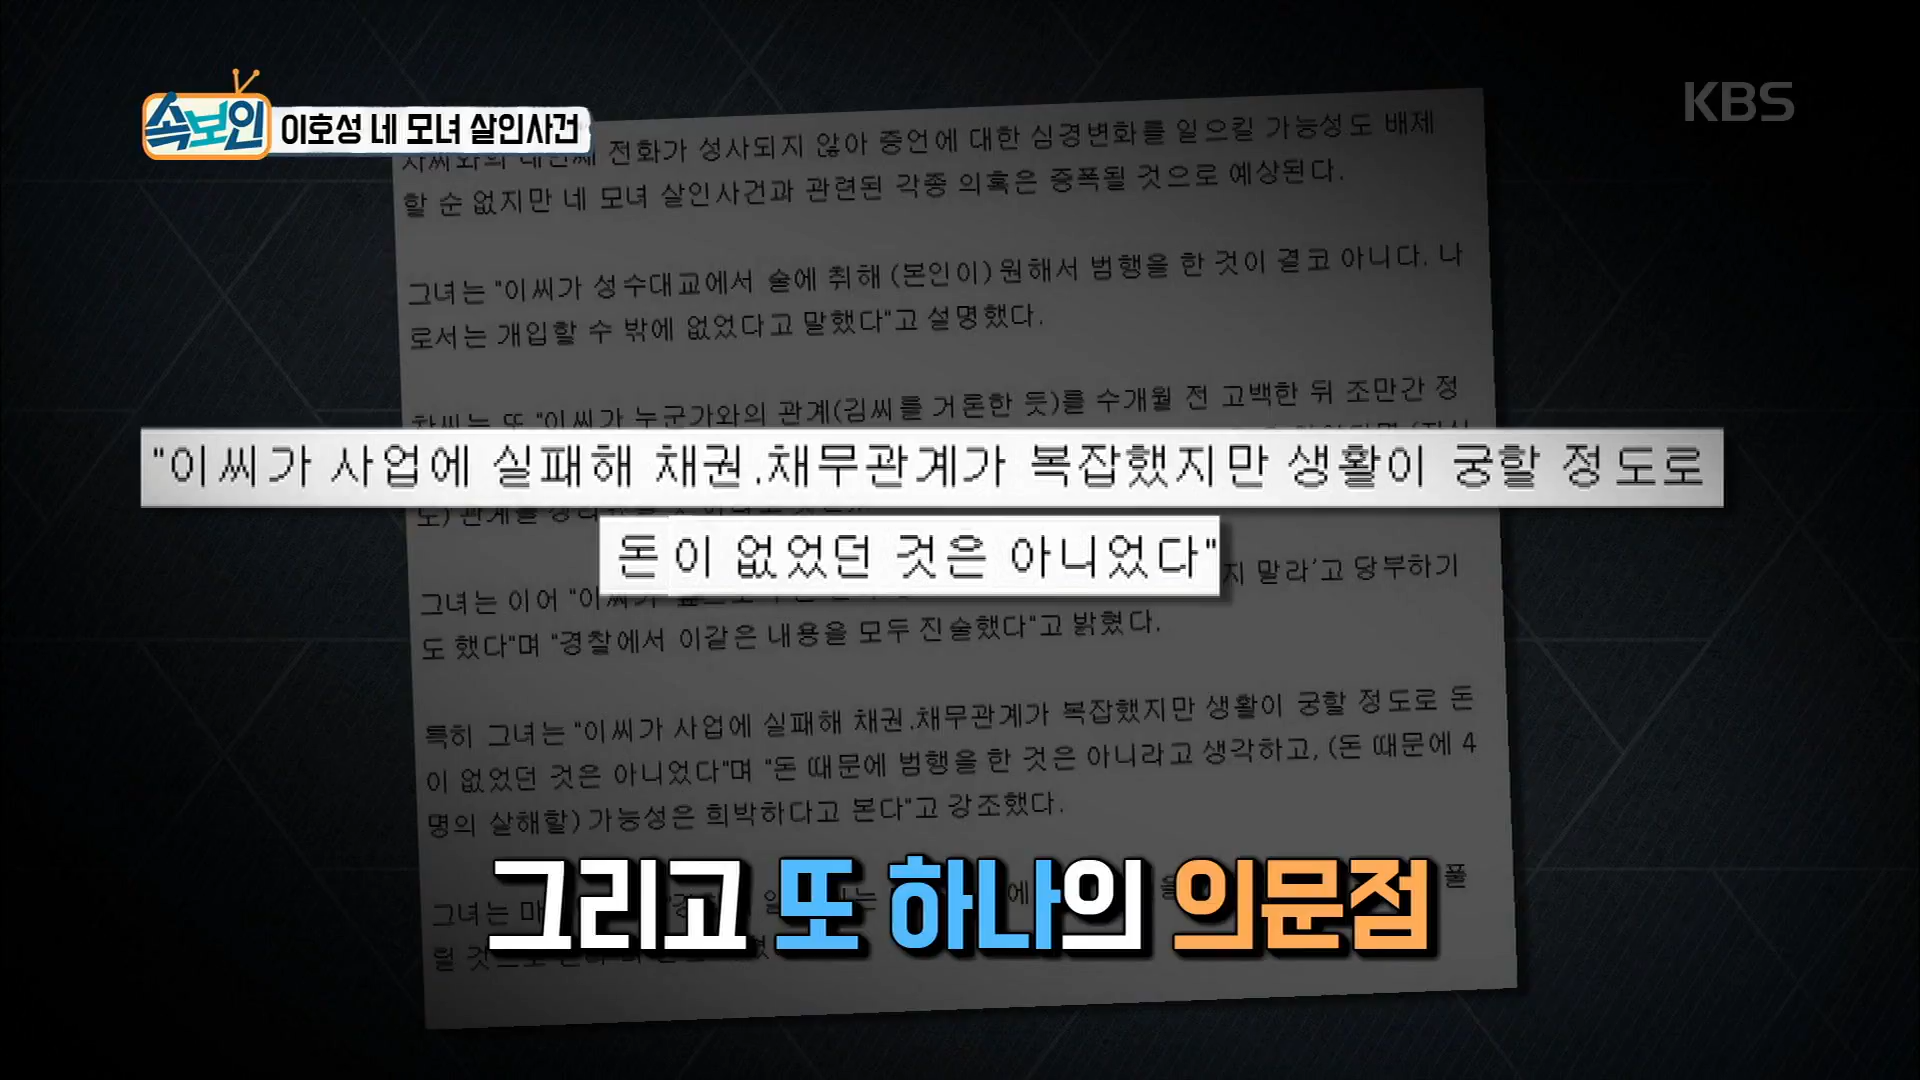 속보인
이호성 네 모녀 살인사건
KBS
전화가 성사되지 않아 증언에 대한 심경변화를 일으킬 가능성도 배제
할 순 없지만 네 모녀 살인사건과 관련된 각종 의혹은 증폭될 것으로 예상된다.
그녀는 "이씨가 성수대교에서 술에 취해 (본인이) 원해서 범행을 한 것이 결코 아니다. 나
로서는 개입할 수 밖에 없었다고 말했다"고 설명했다.
또 "이씨가 누군가와의 관계(김씨를 거론한 듯)를 수개월 전 고백한 뒤 조만간 정
"이씨가 사업에 실패해 채권.채무관계가 복잡했지만 생활이 궁할 정도로
돈이 없었던 것은 아니었다"
그녀는 이어 "이씨가 지 말라'고 당부하기
도 했다"며 "경찰에서 이같은 내용을 모두 진술했다"고 밝혔다.
특히 그녀는 "이씨가 사업에 실패해 채권.채무관계가 복잡했지만 생활이 궁할 정도로 돈
이 없었던 것은 아니었다"며 "돈 때문에 범행을 한 것은 아니라고 생각하고, (돈 때문에 4
명의 살해할) 가능성은 희박하다고 본다"고 강조했다.
그녀는
그리고 또 하나의 의문점